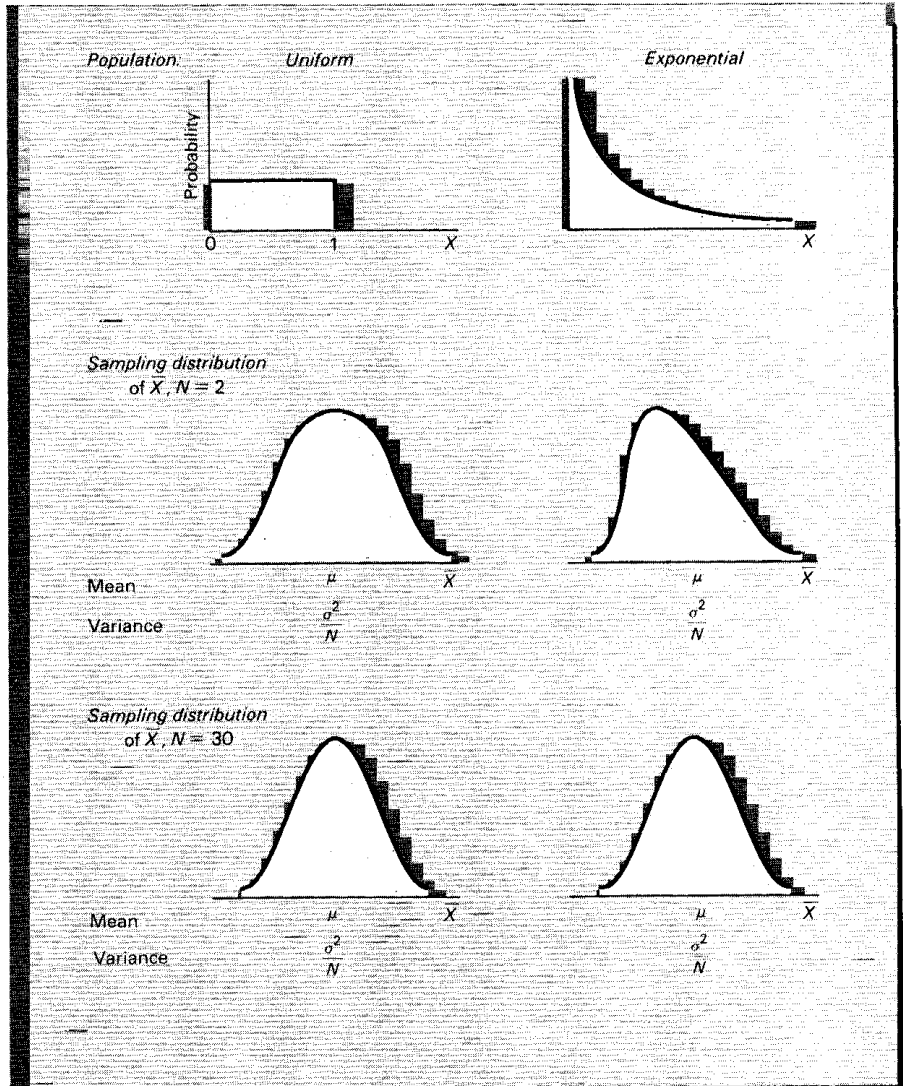 Population: Uniform Exponential
Probability
0 1 X X
Sampling distribution
of X̅, N = 2
X̅ X̅
Mean μ μ
Variance σ²/N σ²/N
Sampling distribution
of X̅, N = 30
X̅ X̅
Mean μ μ
Variance σ²/N σ²/N